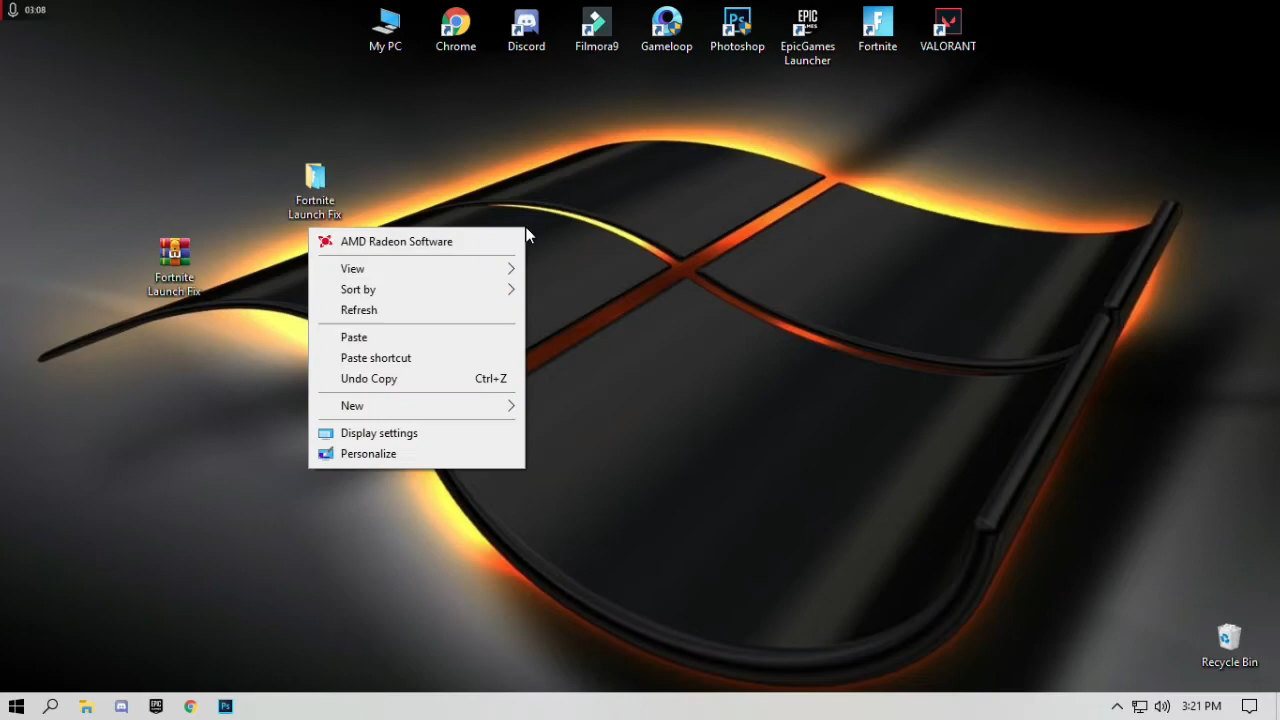 03:08
My PC
Chrome
Discord
Filmora9
Gameloop
Photoshop
EpicGames
Launcher
Fortnite
VALORANT
Fortnite
Launch Fix
Fortnite
Launch Fix
AMD Radeon Software
View
Sort by
Refresh
Paste
Paste shortcut
Undo Copy Ctrl+Z
New
Display settings
Personalize
Recycle Bin
3:21 PM